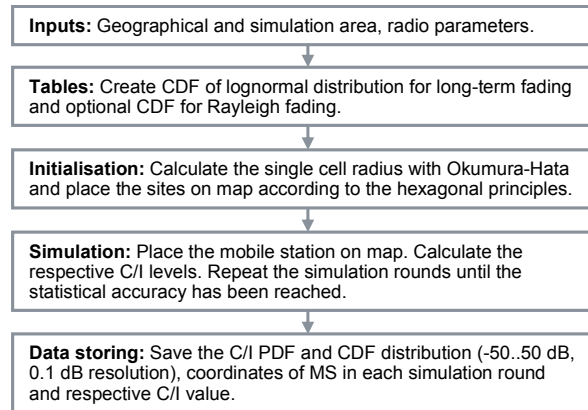 Inputs: Geographical and simulation area, radio parameters.
Tables: Create CDF of lognormal distribution for long-term fading
and optional CDF for Rayleigh fading.
Initialisation: Calculate the single cell radius with Okumura-Hata
and place the sites on map according to the hexagonal principles.
Simulation: Place the mobile station on map. Calculate the
respective C/I levels. Repeat the simulation rounds until the
statistical accuracy has been reached.
Data storing: Save the C/I PDF and CDF distribution (-50..50 dB,
0.1 dB resolution), coordinates of MS in each simulation round
and respective C/I value.